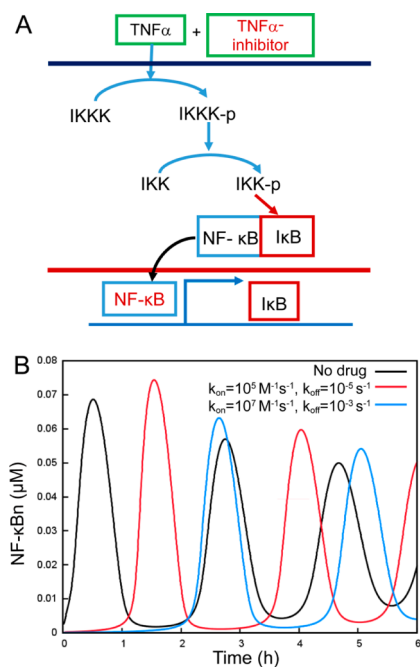 A
TNFα + TNFα-
inhibitor
IKKK IKKK-p
IKK IKK-p
NF- κB IκB
NF-κB IκB
B
No drug
kon=10⁵ M⁻¹s⁻¹, koff=10⁻⁵ s⁻¹
kon=10⁷ M⁻¹s⁻¹, koff=10⁻³ s⁻¹
NF-κBn (μM)
0.08
0.07
0.06
0.05
0.04
0.03
0.02
0.01
0
0 1 2 3 4 5 6
Time (h)